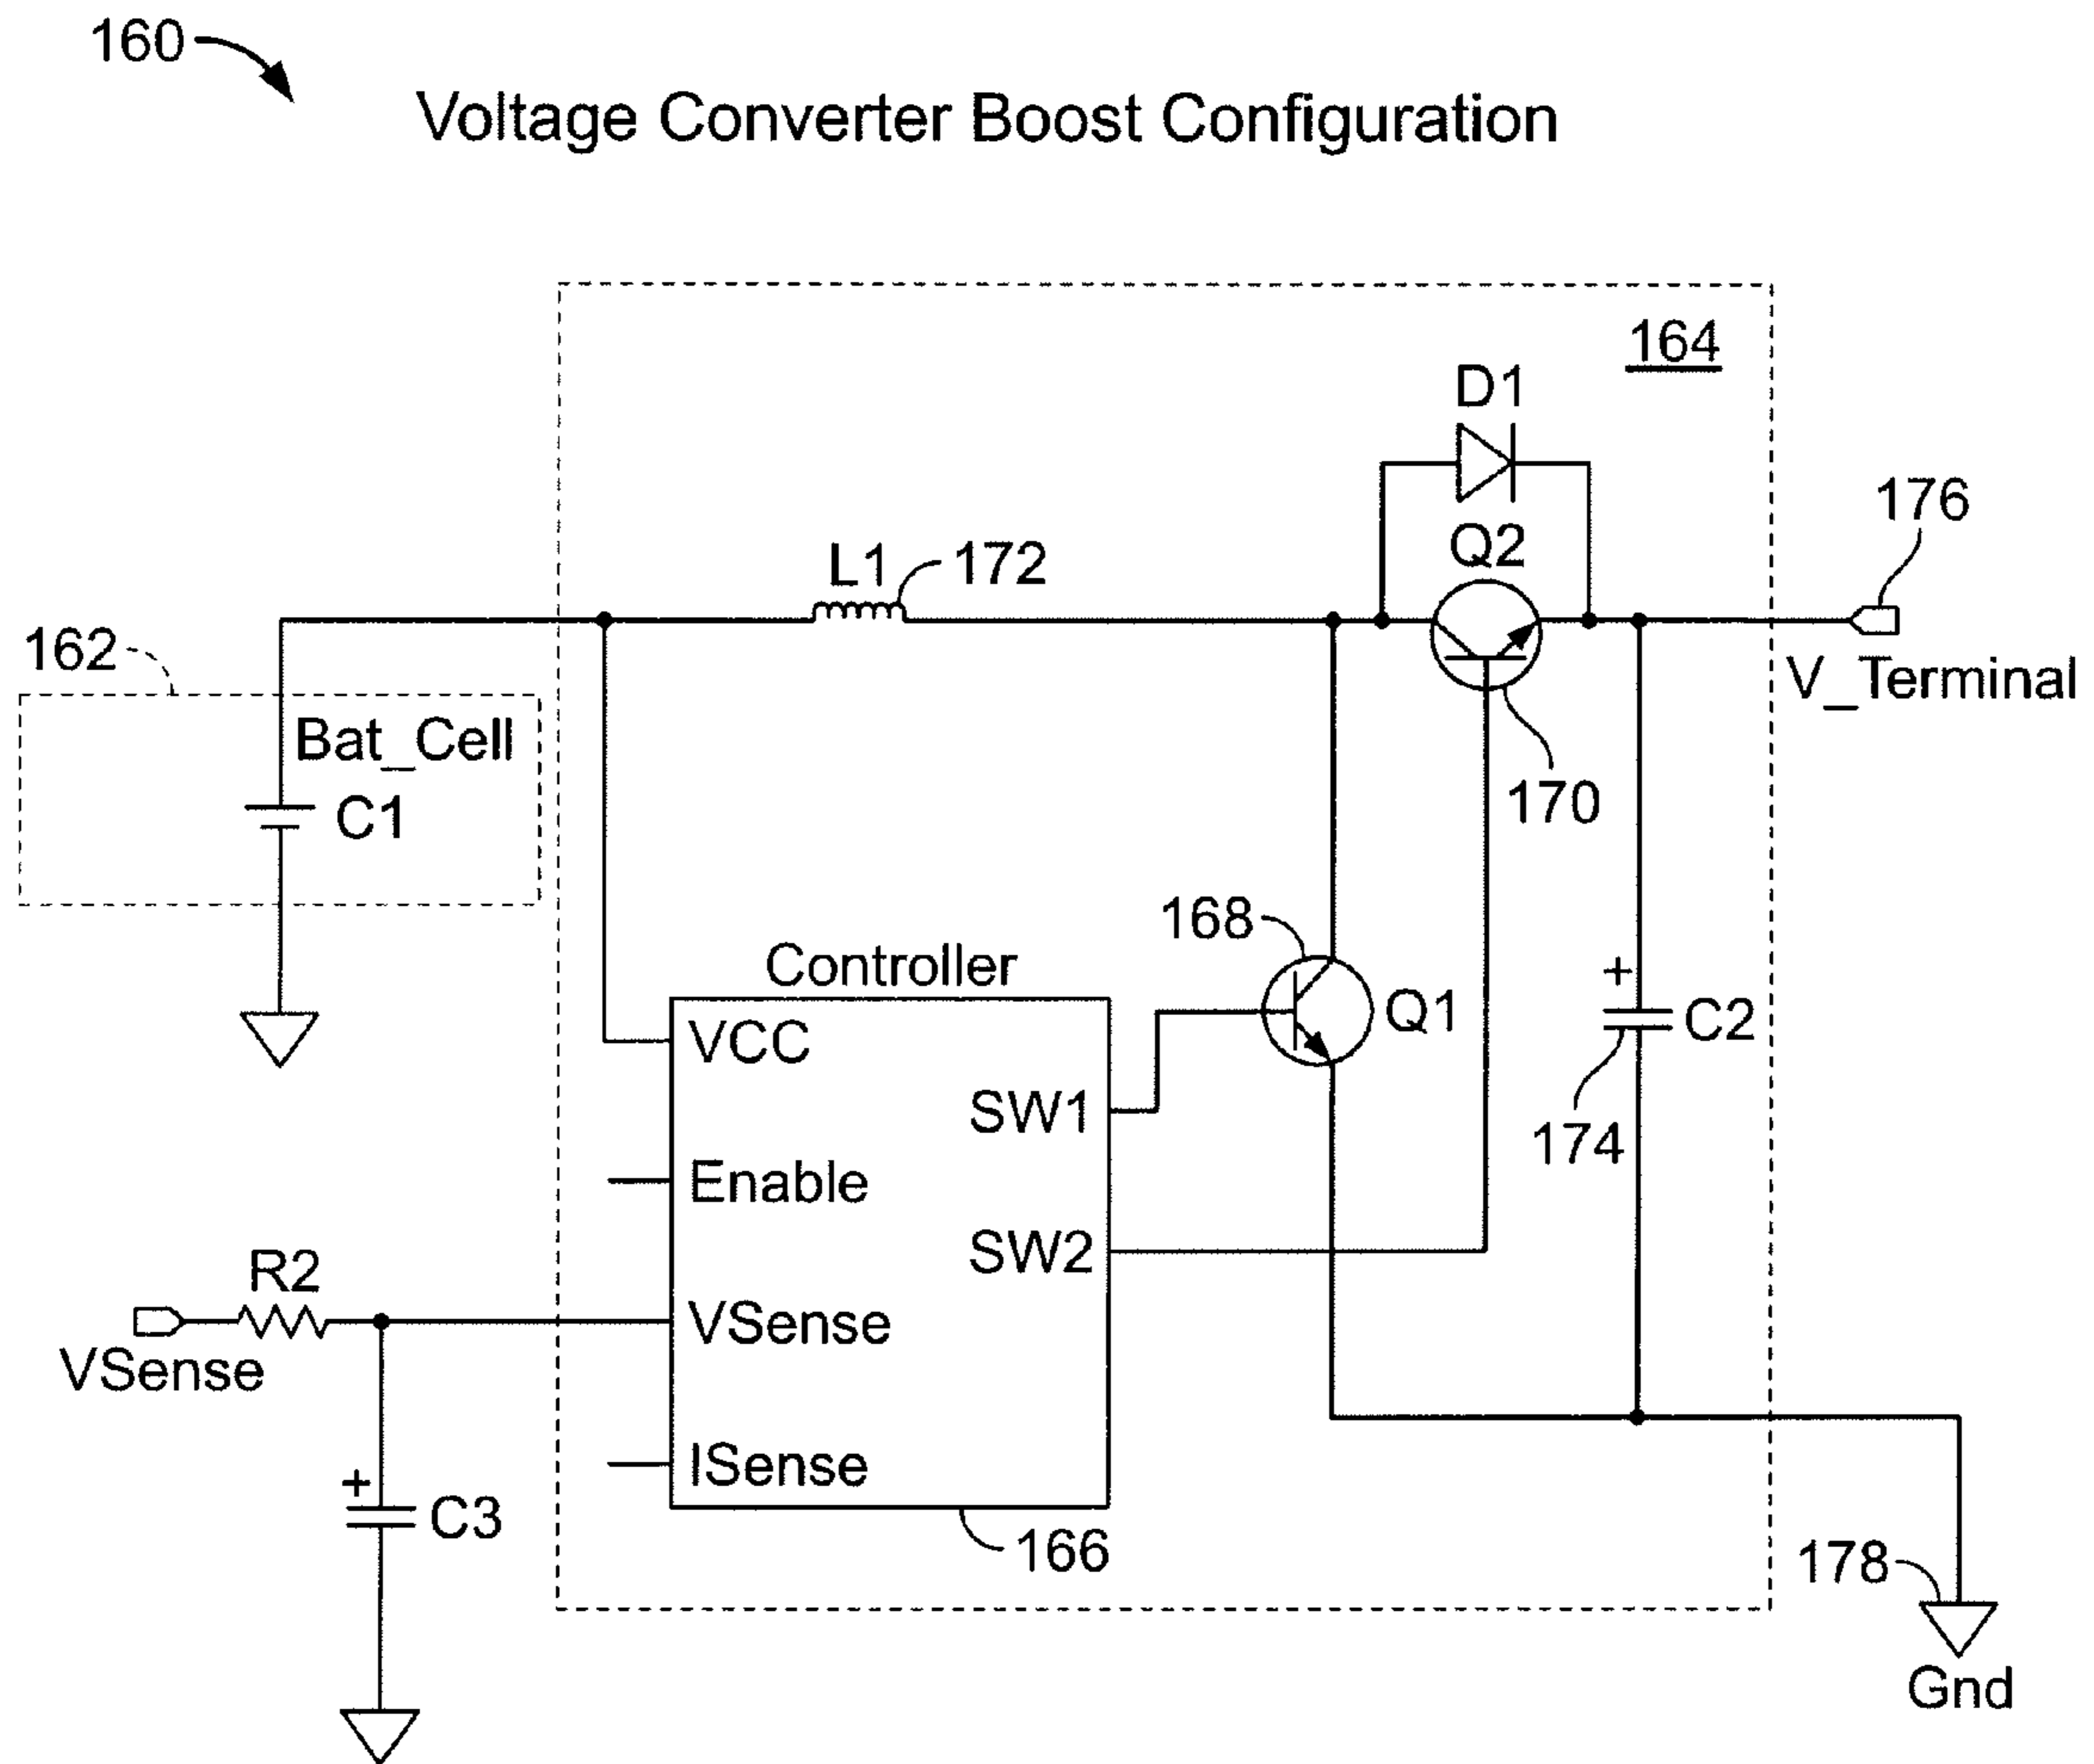 160
Voltage Converter Boost Configuration
164
D1
176
Q2
L1
172
162
V_Terminal
Bat_Cell
C1
170
168
Controller
Q1
+
C2
VCC
SW1
174
Enable
SW2
R2
VSense
VSense
ISense
+
C3
166
178
Gnd